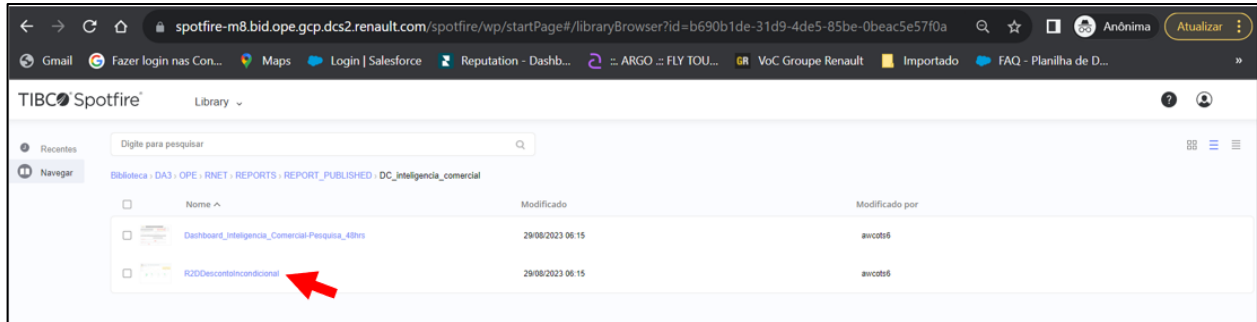 spotfire-m8.bid.ope.gcp.dcs2.renault.com/spotfire/wp/startPage#/libraryBrowser?id=b690b1de-31d9-4de5-85be-0beac5e57f0a Anônima Atualizar
Gmail Fazer login nas Con... Maps Login | Salesforce Reputation - Dashb... ::. ARGO .:: FLY TOU... GR VoC Groupe Renault Importado FAQ - Planilha de D... »
TIBCO Spotfire® Library
Recentes Digite para pesquisar
Navegar Biblioteca › DA3 › OPE › RNET › REPORTS › REPORT_PUBLISHED › DC_inteligencia_comercial
Nome Modificado Modificado por
Dashboard_Inteligencia_Comercial-Pesquisa_48hrs 29/08/2023 06:15 awcots6
R2DDescontoIncondicional 29/08/2023 06:15 awcots6